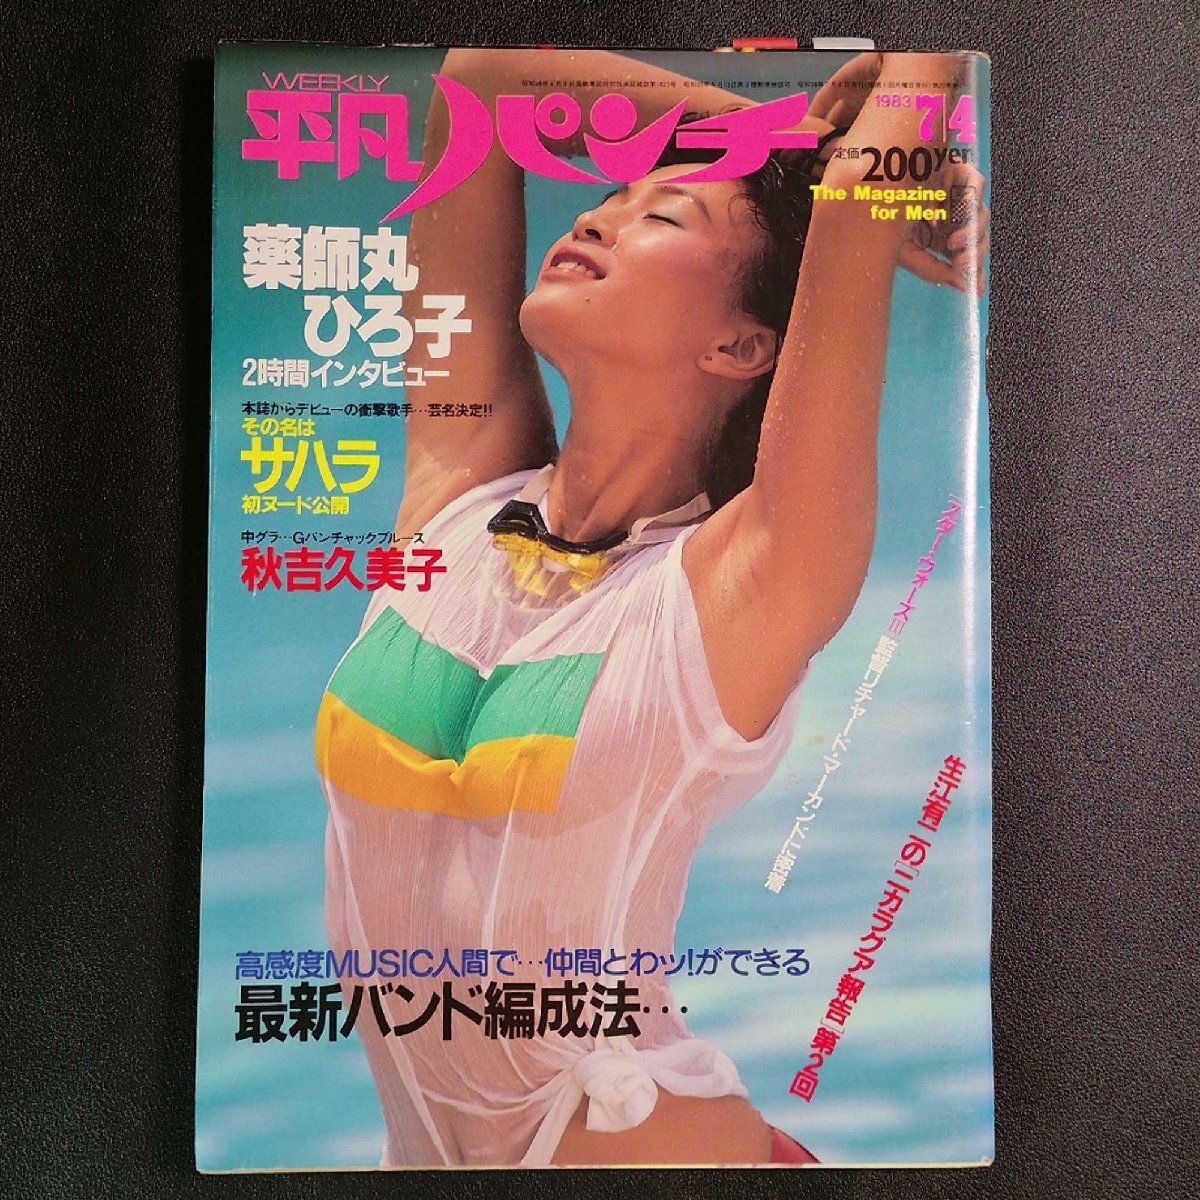 WEEKLY
平凡パンチ
1983 7/4
定価200yen
The Magazine
for Men
薬師丸
ひろ子
2時間インタビュー
本誌からデビューの衝撃歌手…芸名決定!!
その名は
サハラ
初ヌード公開
中グラ…Gパンチャックブルース
秋吉久美子
「スター・ウォーズIII」監督リチャード・マーカンドに密着
生江有二の「ニカラグア報告」第2回
高感度MUSIC人間で…仲間とわッ!ができる
最新バンド編成法…